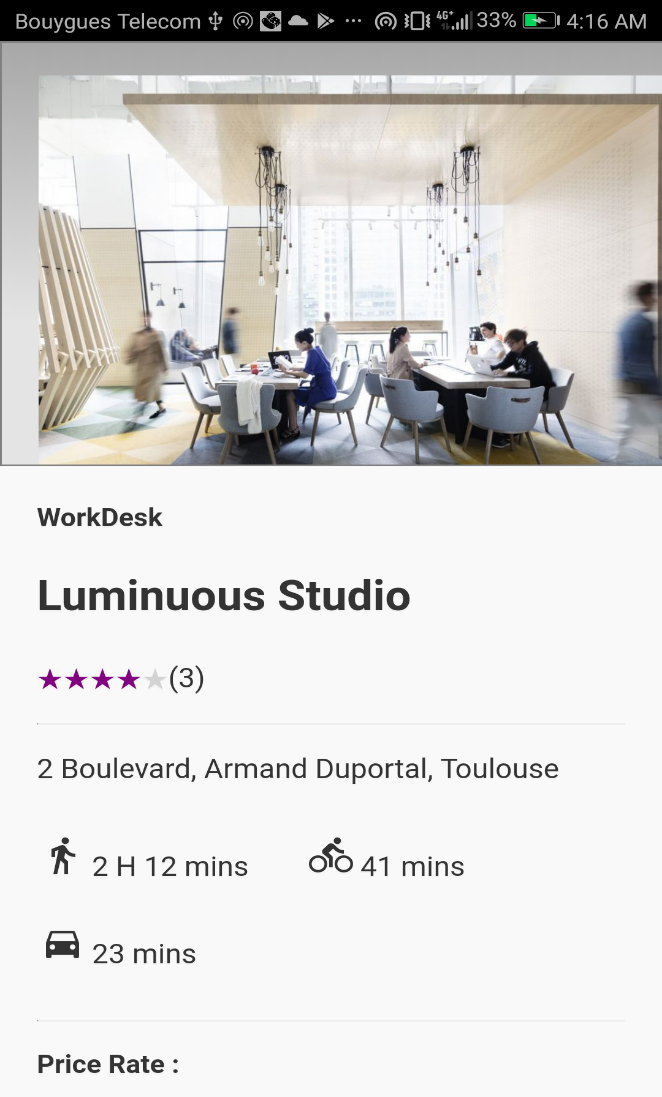 Bouygues Telecom ... 4G+ 33% 4:16 AM
WorkDesk
Luminuous Studio
★★★★★(3)
2 Boulevard, Armand Duportal, Toulouse
2 H 12 mins 41 mins
23 mins
Price Rate :